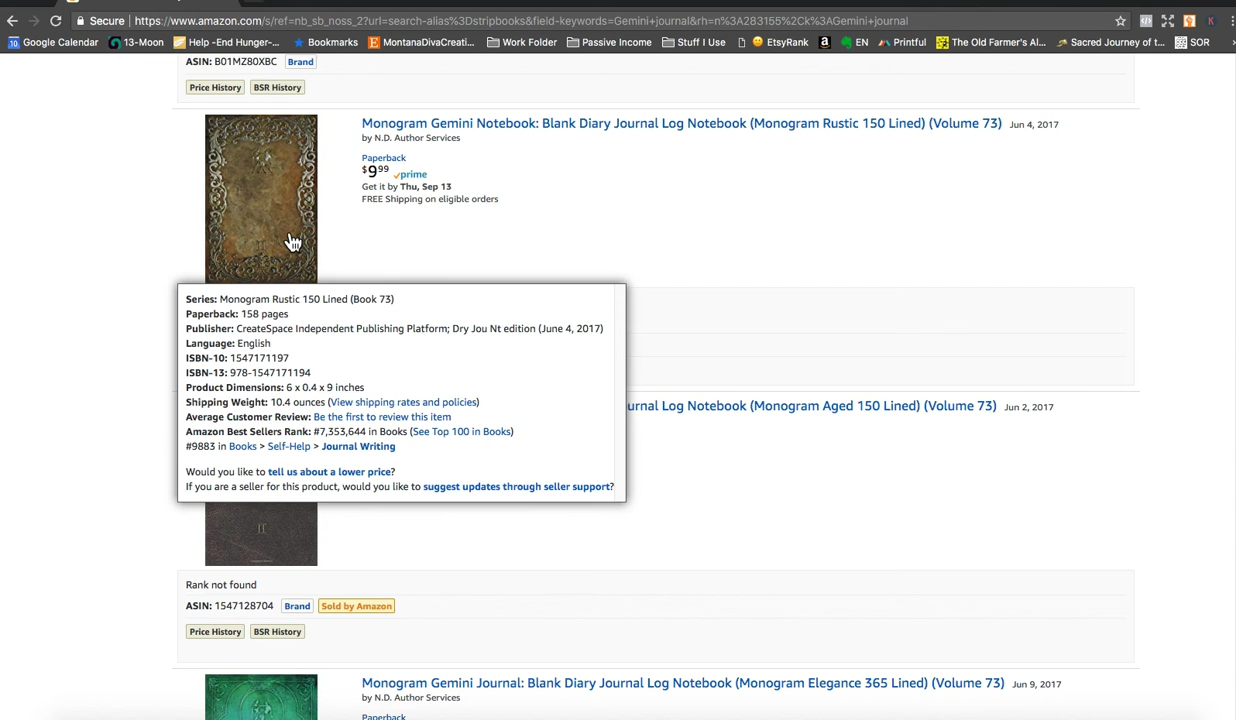 Secure https://www.amazon.com/s/ref=nb_sb_noss_2?url=search-alias%3Dstripbooks&field-keywords=Gemini+journal&rh=n%3A283155%2Ck%3AGemini+journal
Google Calendar 13-Moon Help -End Hunger-... Bookmarks MontanaDivaCreati... Work Folder Passive Income Stuff I Use EtsyRank EN Printful The Old Farmer's Al... Sacred Journey of t... SOR
ASIN: B01MZ80XBC Brand
Price History BSR History
Monogram Gemini Notebook: Blank Diary Journal Log Notebook (Monogram Rustic 150 Lined) (Volume 73) Jun 4, 2017
by N.D. Author Services
Paperback
$9.99 prime
Get it by Thu, Sep 13
FREE Shipping on eligible orders
Series: Monogram Rustic 150 Lined (Book 73)
Paperback: 158 pages
Publisher: CreateSpace Independent Publishing Platform; Dry Jou Nt edition (June 4, 2017)
Language: English
ISBN-10: 1547171197
ISBN-13: 978-1547171194
Product Dimensions: 6 x 0.4 x 9 inches
Shipping Weight: 10.4 ounces (View shipping rates and policies)
Average Customer Review: Be the first to review this item
Amazon Best Sellers Rank: #7,353,644 in Books (See Top 100 in Books)
#9883 in Books > Self-Help > Journal Writing
Would you like to tell us about a lower price?
If you are a seller for this product, would you like to suggest updates through seller support?
urnal Log Notebook (Monogram Aged 150 Lined) (Volume 73) Jun 2, 2017
II
Rank not found
ASIN: 1547128704 Brand Sold by Amazon
Price History BSR History
Monogram Gemini Journal: Blank Diary Journal Log Notebook (Monogram Elegance 365 Lined) (Volume 73) Jun 9, 2017
by N.D. Author Services
Paperback